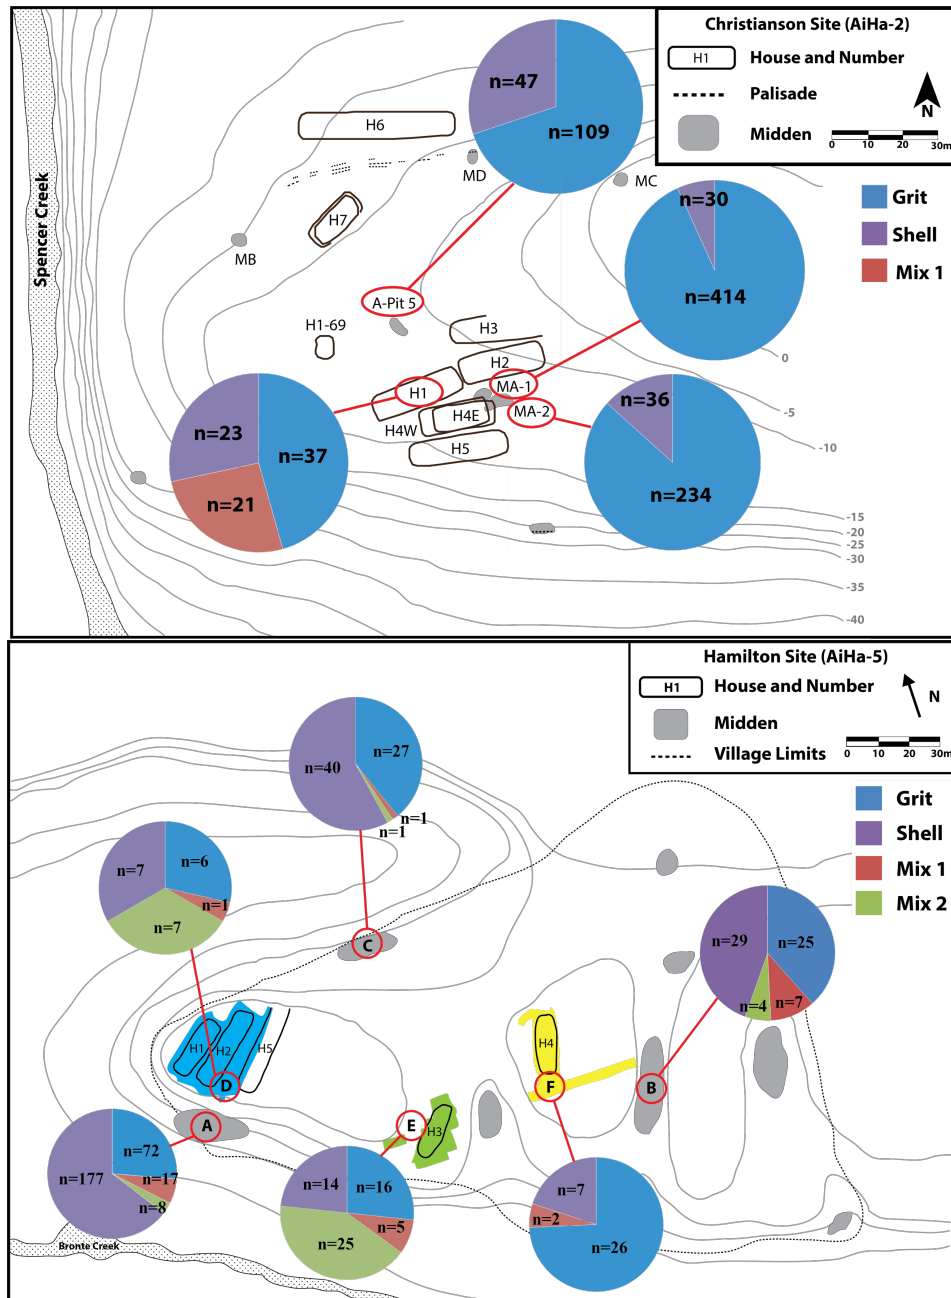 Christianson Site (AiHa-2)
H1 House and Number
Palisade
Midden
N
0 10 20 30m
Grit
Shell
Mix 1
Spencer Creek
n=47
n=109
H6
MD
MC
H7
MB
n=30
n=414
A-Pit 5
H1-69
H3
H2
0
MA-1
H1
MA-2
-5
n=36
H4E
H4W
H5
-10
n=23
n=37
n=21
n=234
-15
-20
-25
-30
-35
-40
Hamilton Site (AiHa-5)
H1 House and Number
Midden
Village Limits
N
0 10 20 30m
Grit
Shell
Mix 1
Mix 2
n=27
n=40
n=1
n=1
n=7
n=6
n=1
n=7
C
n=29
n=25
n=4
n=7
H1
H2
H5
H4
D
F
B
A
E
H3
n=72
n=177
n=17
n=8
n=14
n=16
n=5
n=25
n=7
n=2
n=26
Bronte Creek